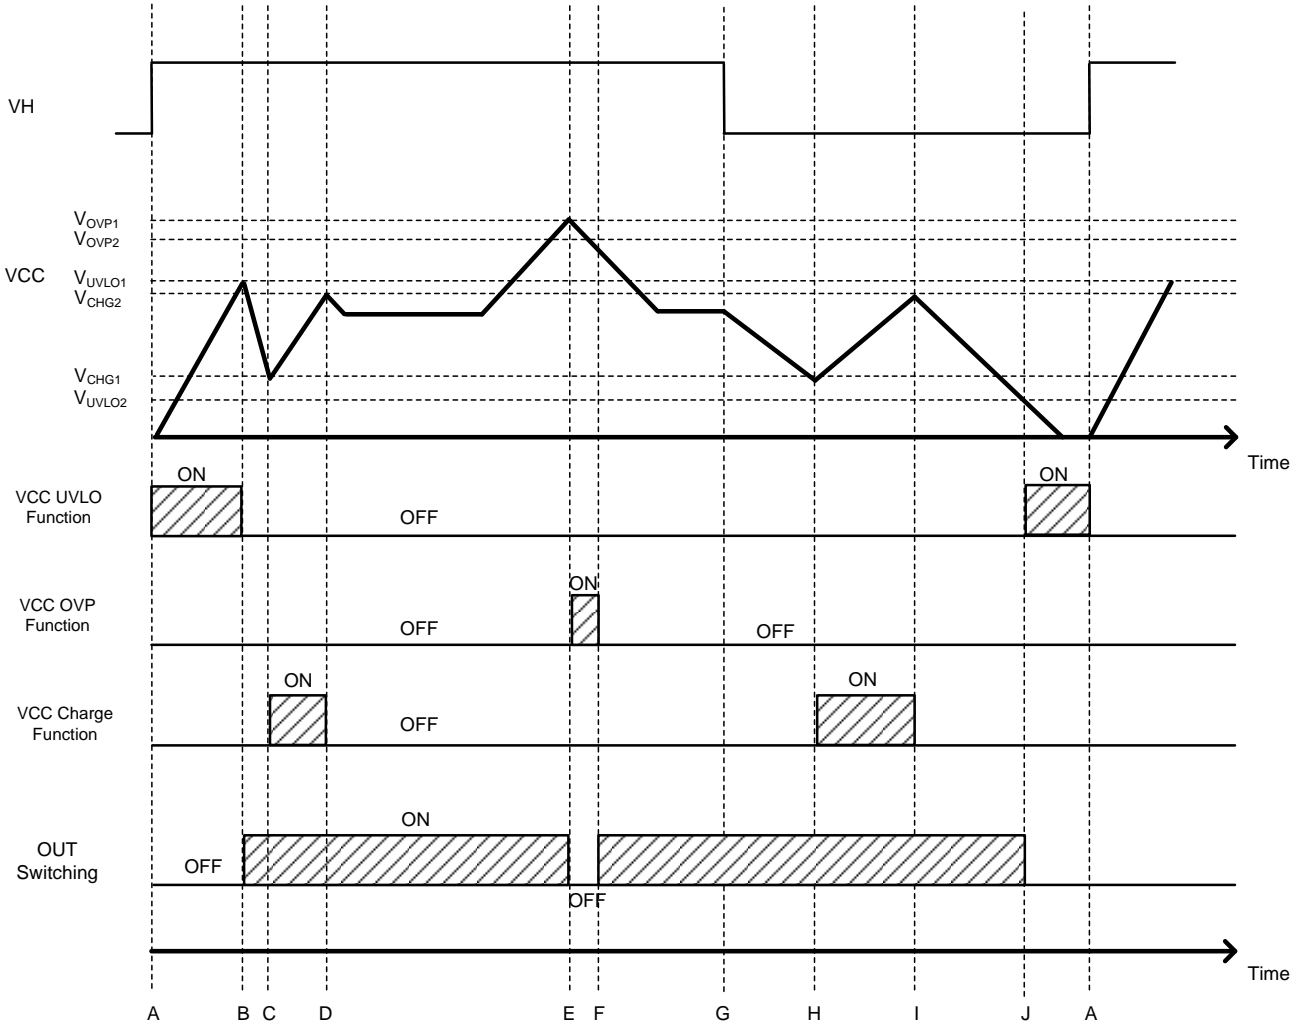 VH
VOVP1
VOVP2
VCC
VUVLO1
VCHG2
VCHG1
VUVLO2
Time
ON
ON
VCC UVLO
Function
OFF
ON
VCC OVP
Function
OFF
OFF
ON
ON
VCC Charge
Function
OFF
ON
OUT
Switching
OFF
OFF
Time
A B C D E F G H I J A